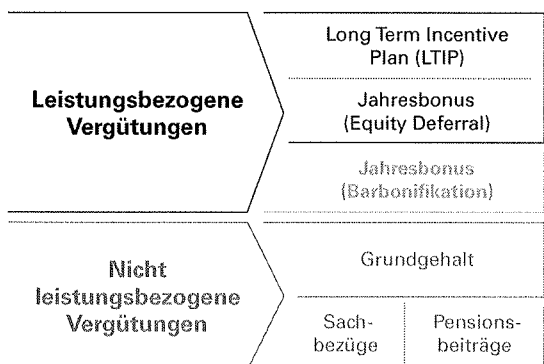 Leistungsbezogene
Vergütungen
Long Term Incentive
Plan (LTIP)
Jahresbonus
(Equity Deferral)
Jahresbonus
(Barbonifikation)
Nicht
leistungsbezogene
Vergütungen
Grundgehalt
Sach-
bezüge
Pensions-
beiträge